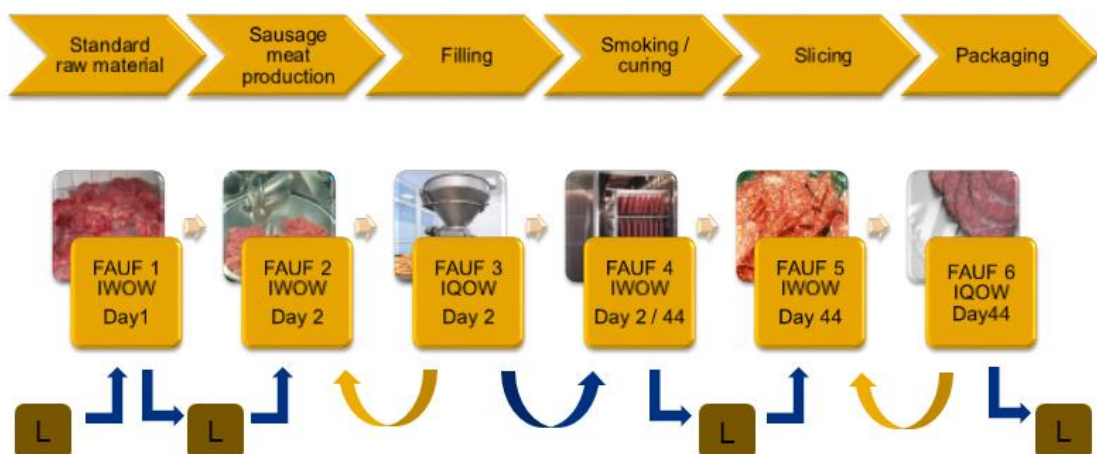 Standard
raw material
Sausage
meat
production
Filling
Smoking /
curing
Slicing
Packaging
FAUF 1
IWOW
Day1
FAUF 2
IWOW
Day 2
FAUF 3
IQOW
Day 2
FAUF 4
IWOW
Day 2 / 44
FAUF 5
IWOW
Day 44
FAUF 6
IQOW
Day44
L
L
L
L